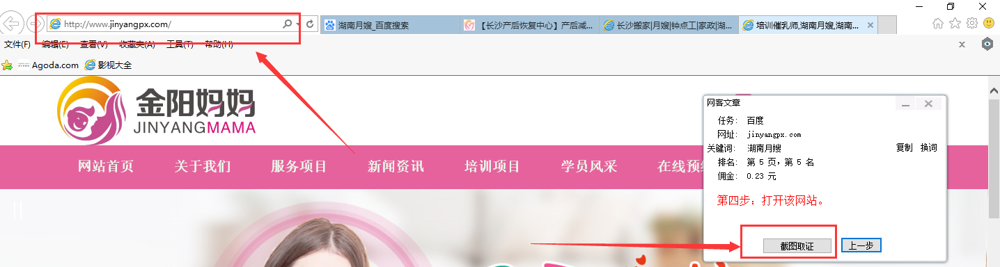 http://www.jinyangpx.com/
湖南月嫂_百度搜索
【长沙产后恢复中心】产后减...
长沙搬家|月嫂|钟点工|家政|湖...
培训催乳师,湖南月嫂,湖南...
文件(F) 编辑(E) 查看(V) 收藏夹(A) 工具(T) 帮助(H)
Agoda.com 影视大全
金阳妈妈
JINYANGMAMA
网站首页 关于我们 服务项目 新闻资讯 培训项目 学员风采 在线预
网客文章
任务: 百度
网址: jinyangpx.com
关键词: 湖南月嫂 复制 换词
排名: 第 5 页，第 5 名
佣金: 0.23 元
第四步：打开该网站。
截图取证 上一步